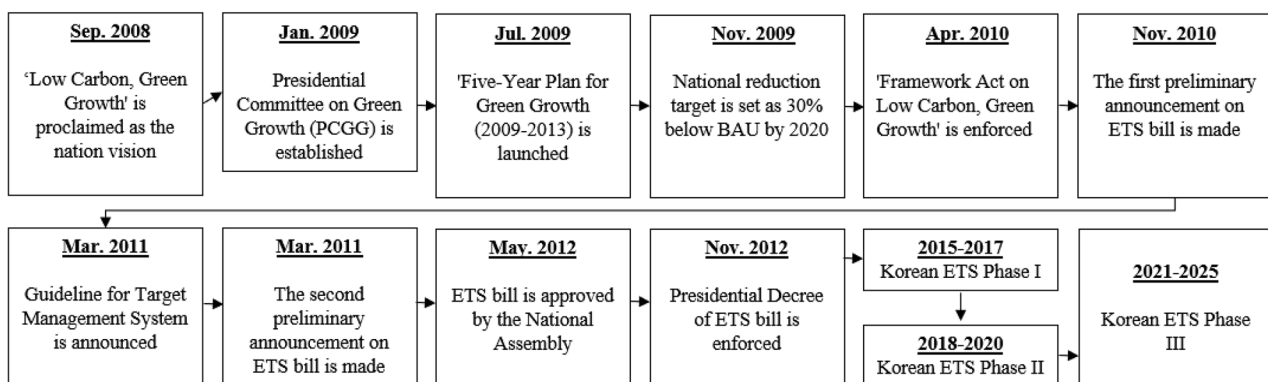 Sep. 2008
‘Low Carbon, Green
Growth' is
proclaimed as the
nation vision
Jan. 2009
Presidential
Committee on Green
Growth (PCGG) is
established
Jul. 2009
'Five-Year Plan for
Green Growth
(2009-2013) is
launched
Nov. 2009
National reduction
target is set as 30%
below BAU by 2020
Apr. 2010
'Framework Act on
Low Carbon, Green
Growth' is enforced
Nov. 2010
The first preliminary
announcement on
ETS bill is made
Mar. 2011
Guideline for Target
Management System
is announced
Mar. 2011
The second
preliminary
announcement on
ETS bill is made
May. 2012
ETS bill is approved
by the National
Assembly
Nov. 2012
Presidential Decree
of ETS bill is
enforced
2015-2017
Korean ETS Phase I
2018-2020
Korean ETS Phase II
2021-2025
Korean ETS Phase
III